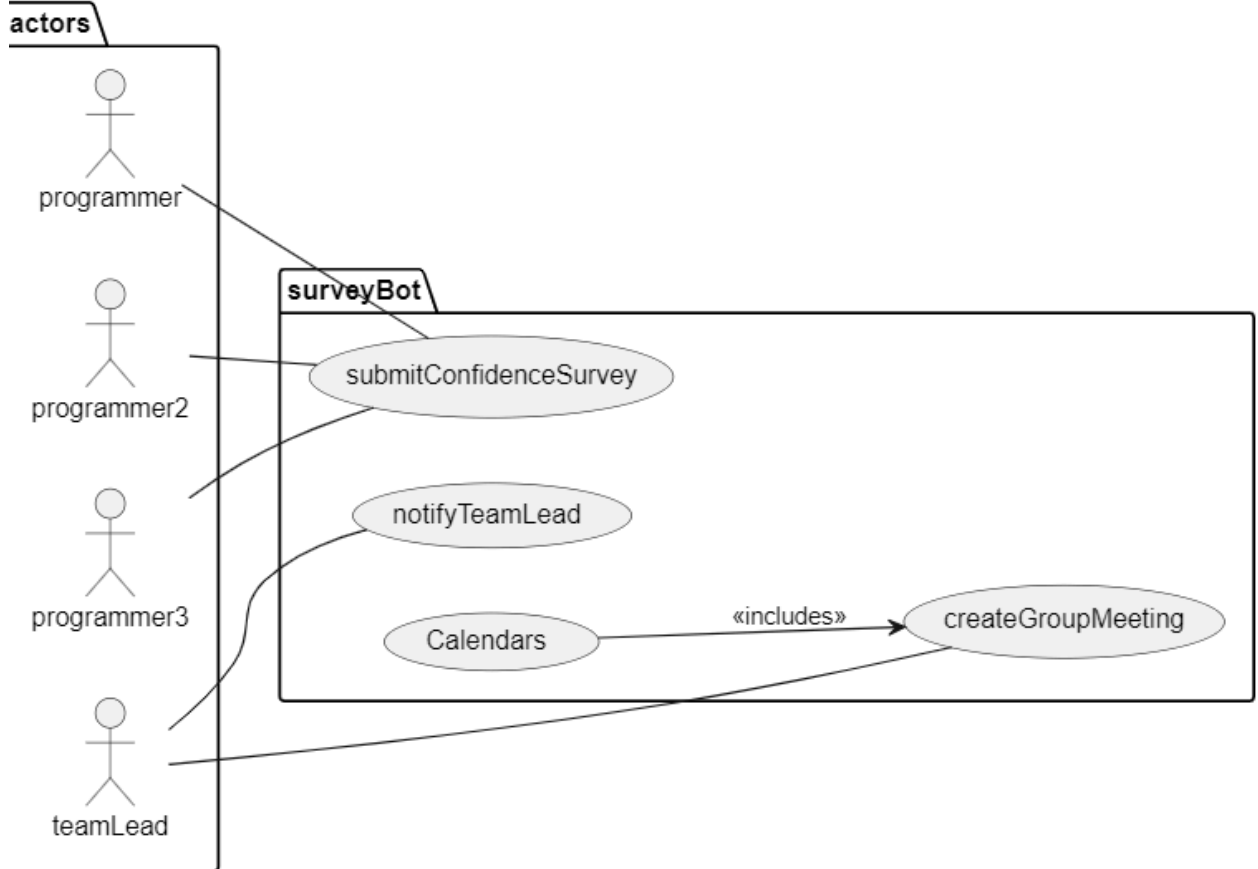 actors
programmer
surveyBot
submitConfidenceSurvey
programmer2
notifyTeamLead
programmer3
«includes»
createGroupMeeting
Calendars
teamLead